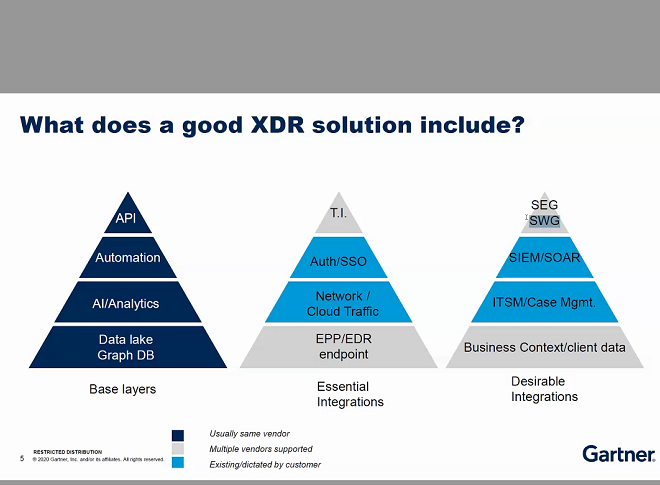 What does a good XDR solution include?
API
Automation
AI/Analytics
Data lake
Graph DB
Base layers
T.I.
Auth/SSO
Network /
Cloud Traffic
EPP/EDR
endpoint
Essential
Integrations
SEG
SWG
SIEM/SOAR
ITSM/Case Mgmt.
Business Context/client data
Desirable
Integrations
Usually same vendor
Multiple vendors supported
Existing/dictated by customer
RESTRICTED DISTRIBUTION
5 © 2020 Gartner, Inc. and/or its affiliates. All rights reserved.
Gartner